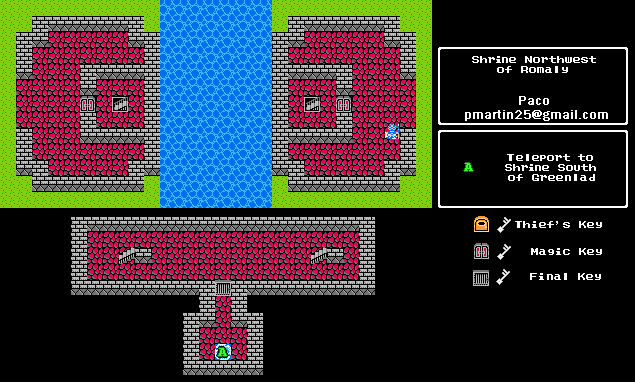 Shrine Northwest
of Romaly
Paco
pmartin25@gmail.com
A
Teleport to
Shrine South
of Greenlad
Thief's Key
Magic Key
Final Key
A